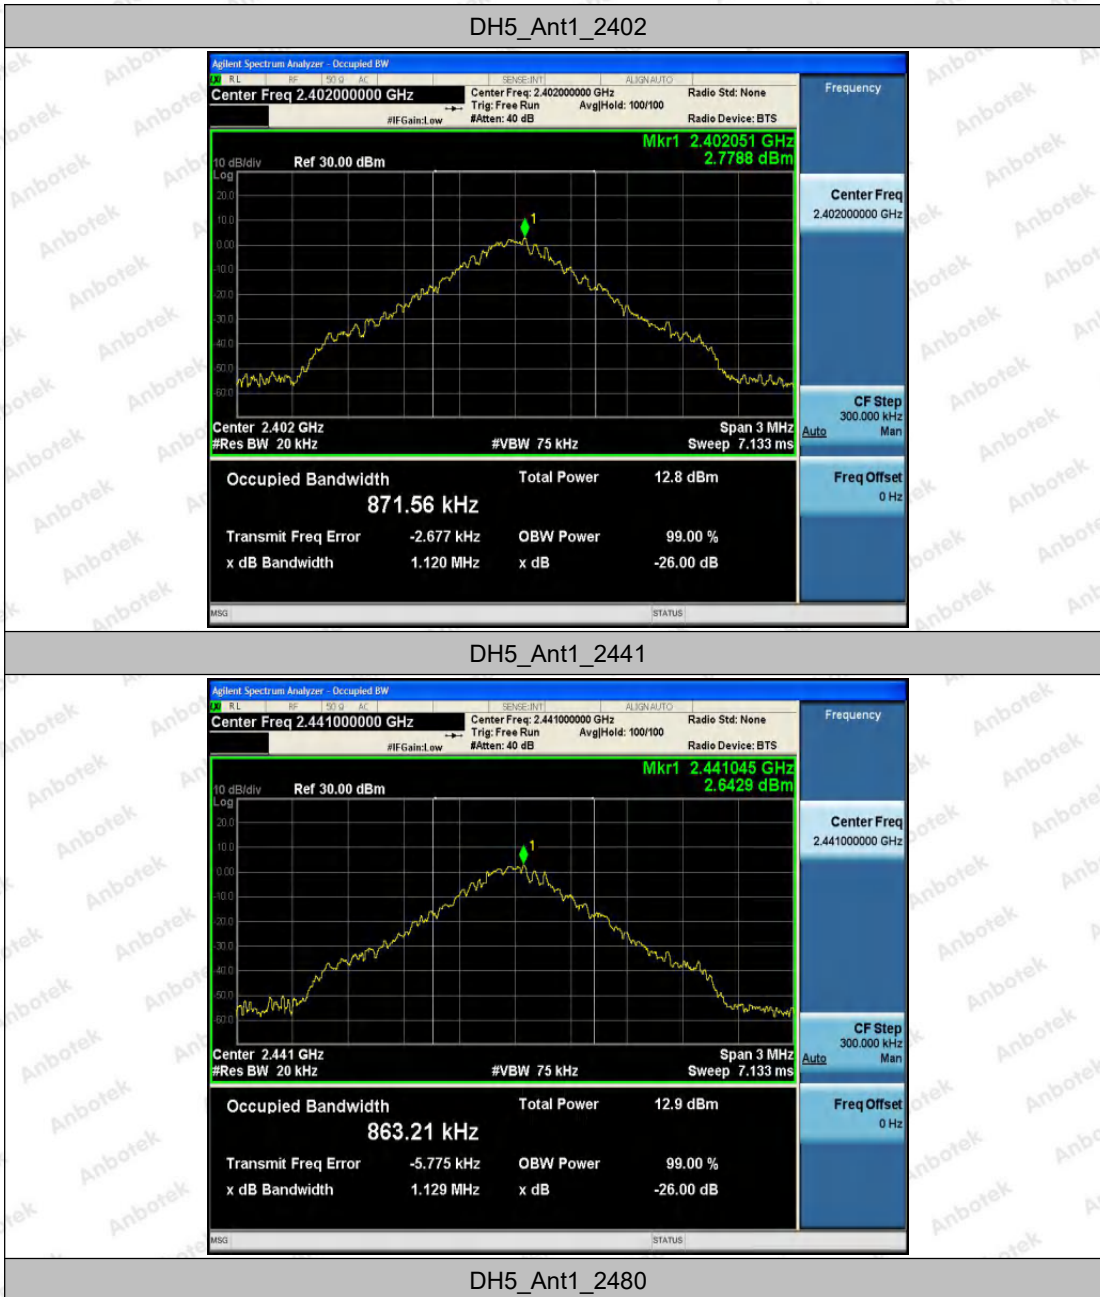 DH5_Ant1_2402
Agilent Spectrum Analyzer - Occupied BW
RL RF 50 Ω AC SENSE:INT ALIGN AUTO
Center Freq 2.402000000 GHz
Center Freq: 2.402000000 GHz Radio Std: None
Trig: Free Run Avg|Hold: 100/100
#IFGain:Low #Atten: 40 dB Radio Device: BTS
Mkr1 2.402051 GHz
2.7788 dBm
10 dB/div Ref 30.00 dBm
Log
20.0
10.0
0.00
-10.0
-20.0
-30.0
-40.0
-50.0
-60.0
1
Center 2.402 GHz Span 3 MHz
#Res BW 20 kHz #VBW 75 kHz Sweep 7.133 ms
Occupied Bandwidth Total Power 12.8 dBm
871.56 kHz
Transmit Freq Error -2.677 kHz OBW Power 99.00 %
x dB Bandwidth 1.120 MHz x dB -26.00 dB
MSG STATUS
Frequency
Center Freq
2.402000000 GHz
CF Step
300.000 kHz
Auto Man
Freq Offset
0 Hz
DH5_Ant1_2441
Agilent Spectrum Analyzer - Occupied BW
RL RF 50 Ω AC SENSE:INT ALIGN AUTO
Center Freq 2.441000000 GHz
Center Freq: 2.441000000 GHz Radio Std: None
Trig: Free Run Avg|Hold: 100/100
#IFGain:Low #Atten: 40 dB Radio Device: BTS
Mkr1 2.441045 GHz
2.6429 dBm
10 dB/div Ref 30.00 dBm
Log
20.0
10.0
0.00
-10.0
-20.0
-30.0
-40.0
-50.0
-60.0
1
Center 2.441 GHz Span 3 MHz
#Res BW 20 kHz #VBW 75 kHz Sweep 7.133 ms
Occupied Bandwidth Total Power 12.9 dBm
863.21 kHz
Transmit Freq Error -5.775 kHz OBW Power 99.00 %
x dB Bandwidth 1.129 MHz x dB -26.00 dB
MSG STATUS
Frequency
Center Freq
2.441000000 GHz
CF Step
300.000 kHz
Auto Man
Freq Offset
0 Hz
DH5_Ant1_2480
Anbotek